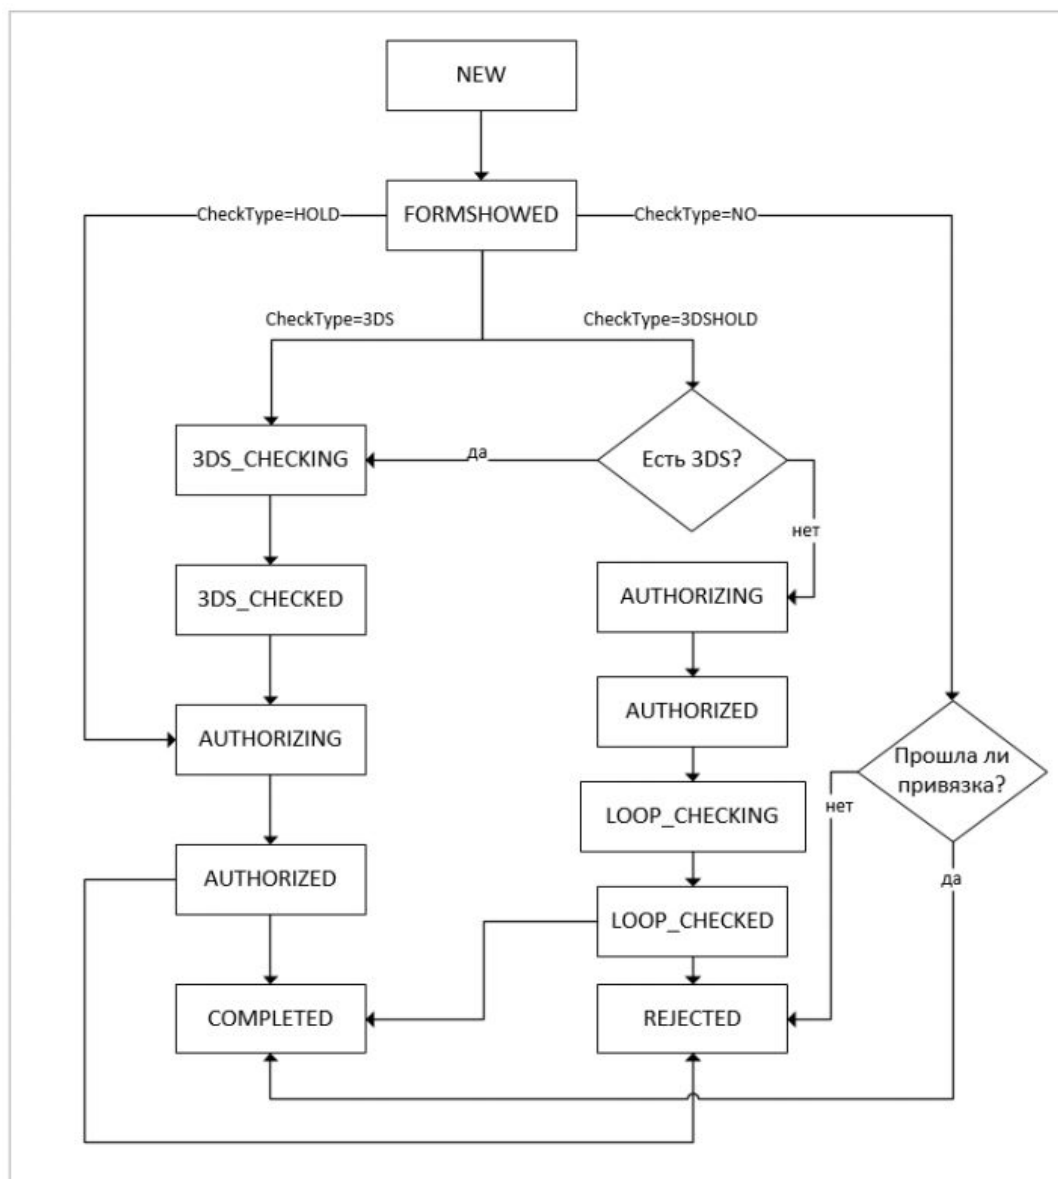 NEW
FORMSHOWED
CheckType=HOLD
CheckType=NO
CheckType=3DS
CheckType=3DSHOLD
3DS_CHECKING
да
Есть 3DS?
нет
3DS_CHECKED
AUTHORIZING
AUTHORIZED
AUTHORIZING
Прошла ли
привязка?
LOOP_CHECKING
нет
AUTHORIZED
да
LOOP_CHECKED
COMPLETED
REJECTED